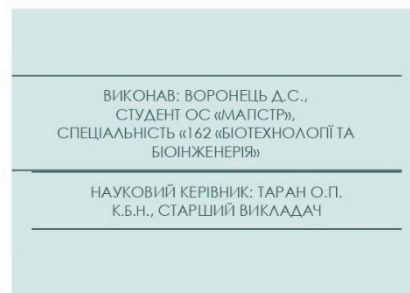 ВИКОНАВ: ВОРОНЕЦЬ Д.С.,
СТУДЕНТ ОС «МАГІСТР»,
СПЕЦІАЛЬНІСТЬ «162 «БІОТЕХНОЛОГІЇ ТА
БІОІНЖЕНЕРІЯ»
НАУКОВИЙ КЕРІВНИК: ТАРАН О.П.
К.Б.Н., СТАРШИЙ ВИКЛАДАЧ